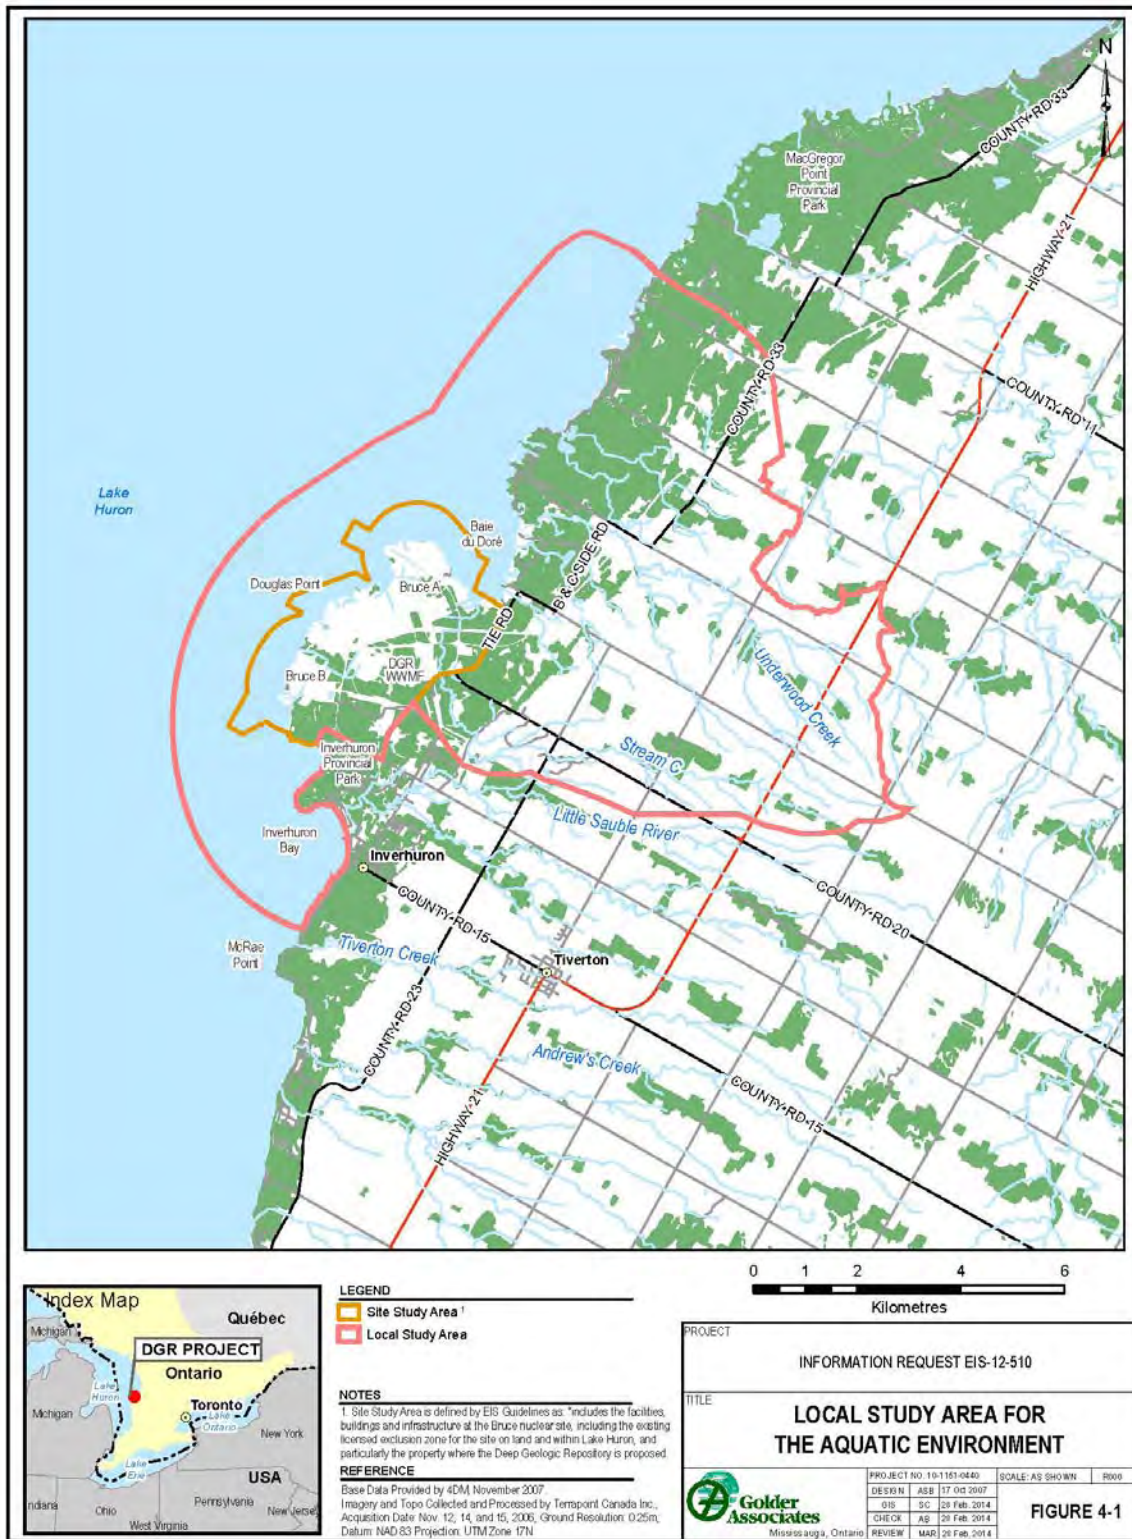 N
MacGregor
Point
Provincial
Park
COUNTY RD 33
HIGHWAY 21
COUNTY RD 33
COUNTY RD 11
Lake
Huron
Baie
du Doré
Douglas Point
Bruce A
B & C SIDE RD
TIE RD
DGR
WWMF
Bruce B
Underwood Creek
Stream C
Inverhuron
Provincial
Park
Little Sauble River
Inverhuron
Bay
Inverhuron
COUNTY RD 15
COUNTY RD 20
McRae
Point
Tiverton Creek
Tiverton
COUNTY RD 23
Andrew's Creek
COUNTY RD 15
HIGHWAY 21
0 1 2 4 6
Kilometres
Index Map
Québec
Michigan
DGR PROJECT
Ontario
Lake
Huron
Toronto
Lake
Ontario
Michigan
New York
Lake
Erie
USA
Pennsylvania
ndiana
Ohio
New Jersey
West Virginia
LEGEND
Site Study Area 1
Local Study Area
NOTES
1. Site Study Area is defined by EIS Guidelines as: "includes the facilities,
buildings and infrastructure at the Bruce nuclear site, including the existing
licensed exclusion zone for the site on land and within Lake Huron, and
particularly the property where the Deep Geologic Repository is proposed
REFERENCE
Base Data Provided by 4DM, November 2007.
Imagery and Topo Collected and Processed by Terrapoint Canada Inc.,
Acquisition Date Nov. 12, 14, and 15, 2006, Ground Resolution: 0.25m,
Datum: NAD 83 Projection: UTM Zone 17N
PROJECT
INFORMATION REQUEST EIS-12-510
TITLE
LOCAL STUDY AREA FOR
THE AQUATIC ENVIRONMENT
Golder
Associates
Mississauga, Ontario
PROJECT NO. 10-1151-0440 SCALE: AS SHOWN R000
DESIGN ASB 17 Oct 2007
GIS SC 28 Feb. 2014
CHECK AB 28 Feb. 2014
REVIEW MAR 28 Feb. 2014
FIGURE 4-1